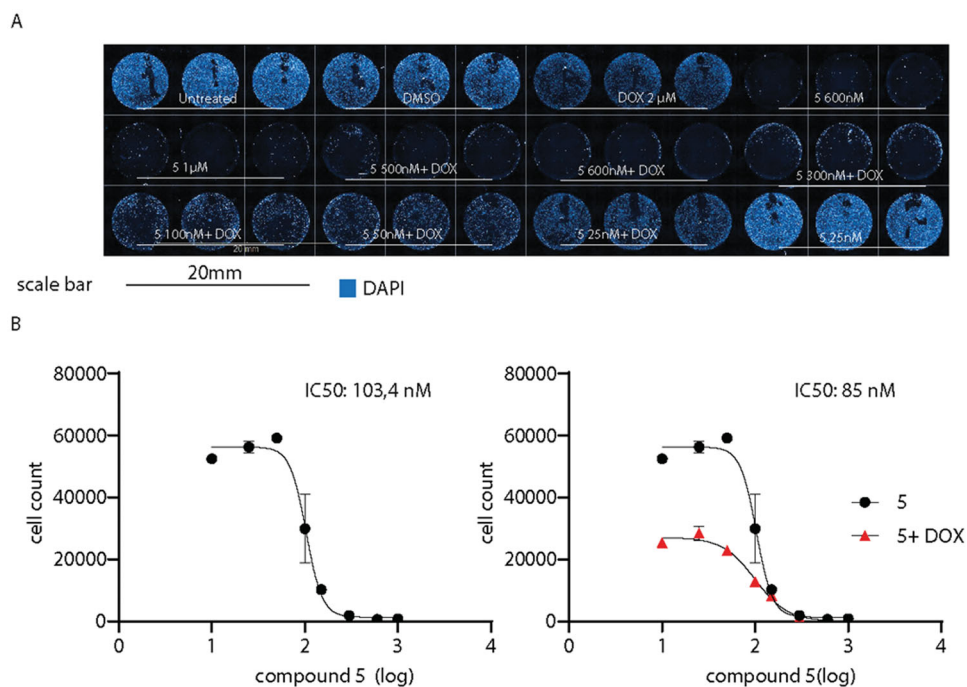 A
Untreated DMSO DOX 2 µM 5 600nM
5 1µM 5 500nM+ DOX 5 600nM+ DOX 5 300nM+ DOX
5 100nM+ DOX 5 50nM+ DOX 5 25nM+ DOX 5 25nM
20 mm
20mm
scale bar DAPI
B
80000 IC50: 103,4 nM
60000
40000
20000
0
0 1 2 3 4
cell count
compound 5 (log)
80000 IC50: 85 nM
60000
40000
20000
0
0 1 2 3 4
cell count
compound 5(log)
5
5+ DOX